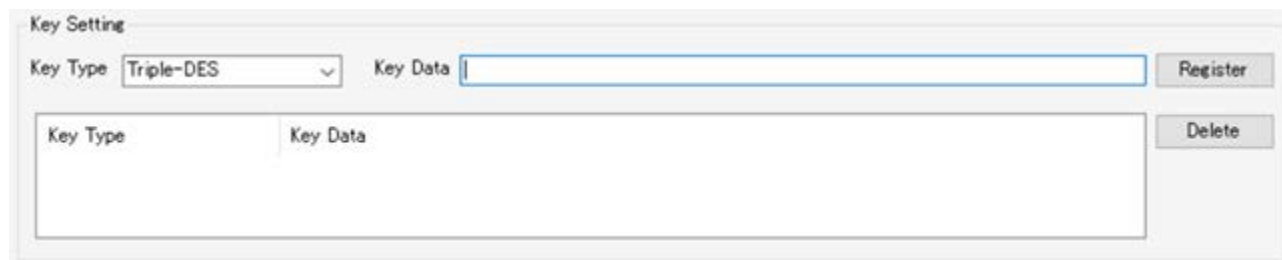 Key Setting
Key Type Triple-DES Key Data Register
Key Type Key Data Delete